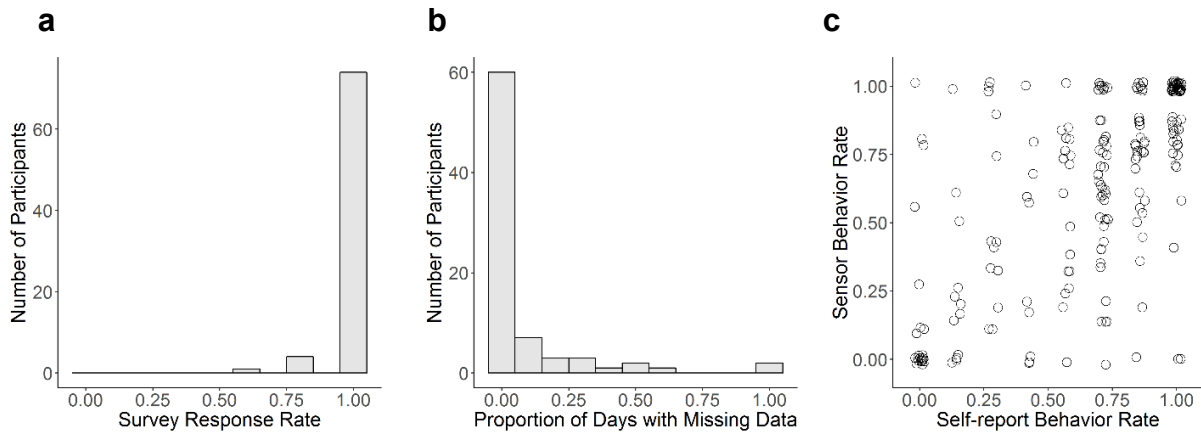 a
b
c
Number of Participants
60
40
20
0
0.00 0.25 0.50 0.75 1.00
Survey Response Rate
Number of Participants
60
40
20
0
0.00 0.25 0.50 0.75 1.00
Proportion of Days with Missing Data
Sensor Behavior Rate
1.00
0.75
0.50
0.25
0.00
0.00 0.25 0.50 0.75 1.00
Self-report Behavior Rate